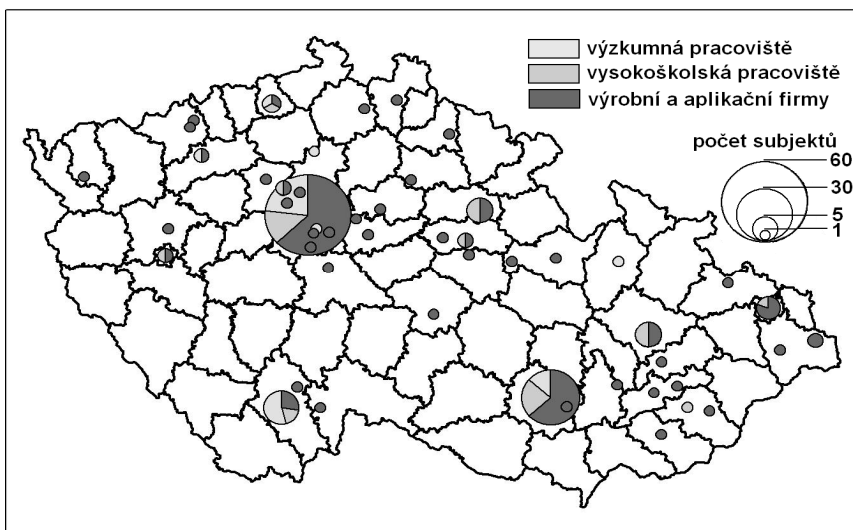 výzkumná pracoviště
vysokoškolská pracoviště
výrobní a aplikační firmy
počet subjektů
60
30
5
1